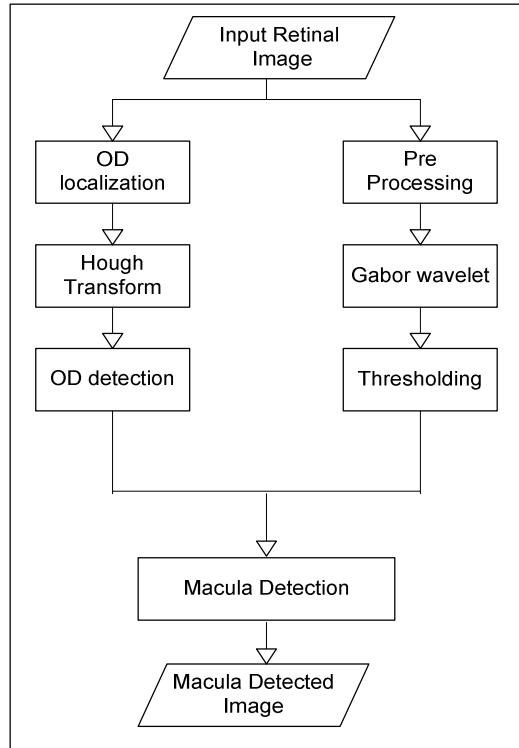 Input Retinal
Image
OD
localization
Pre
Processing
Hough
Transform
Gabor wavelet
OD detection
Thresholding
Macula Detection
Macula Detected
Image